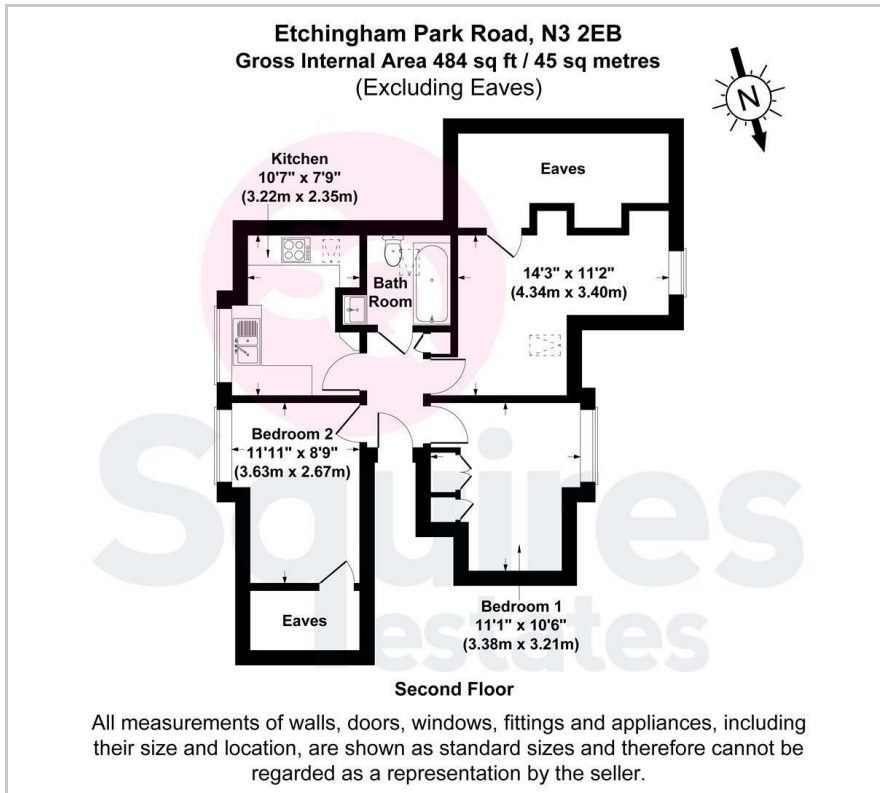 Etchingham Park Road, N3 2EB
Gross Internal Area 484 sq ft / 45 sq metres
(Excluding Eaves)
N
Kitchen
10'7" x 7'9"
(3.22m x 2.35m)
Eaves
Bath
Room
14'3" x 11'2"
(4.34m x 3.40m)
Bedroom 2
11'11" x 8'9"
(3.63m x 2.67m)
Eaves
Bedroom 1
11'1" x 10'6"
(3.38m x 3.21m)
Squires
estates
Second Floor
All measurements of walls, doors, windows, fittings and appliances, including
their size and location, are shown as standard sizes and therefore cannot be
regarded as a representation by the seller.